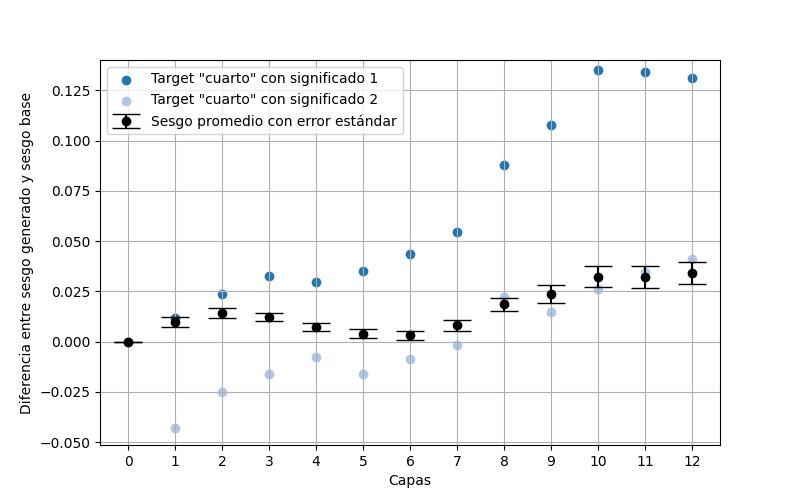 Target "cuarto" con significado 1
Target "cuarto" con significado 2
Sesgo promedio con error estándar
Diferencia entre sesgo generado y sesgo base
0.125
0.100
0.075
0.050
0.025
0.000
−0.025
−0.050
0 1 2 3 4 5 6 7 8 9 10 11 12
Capas